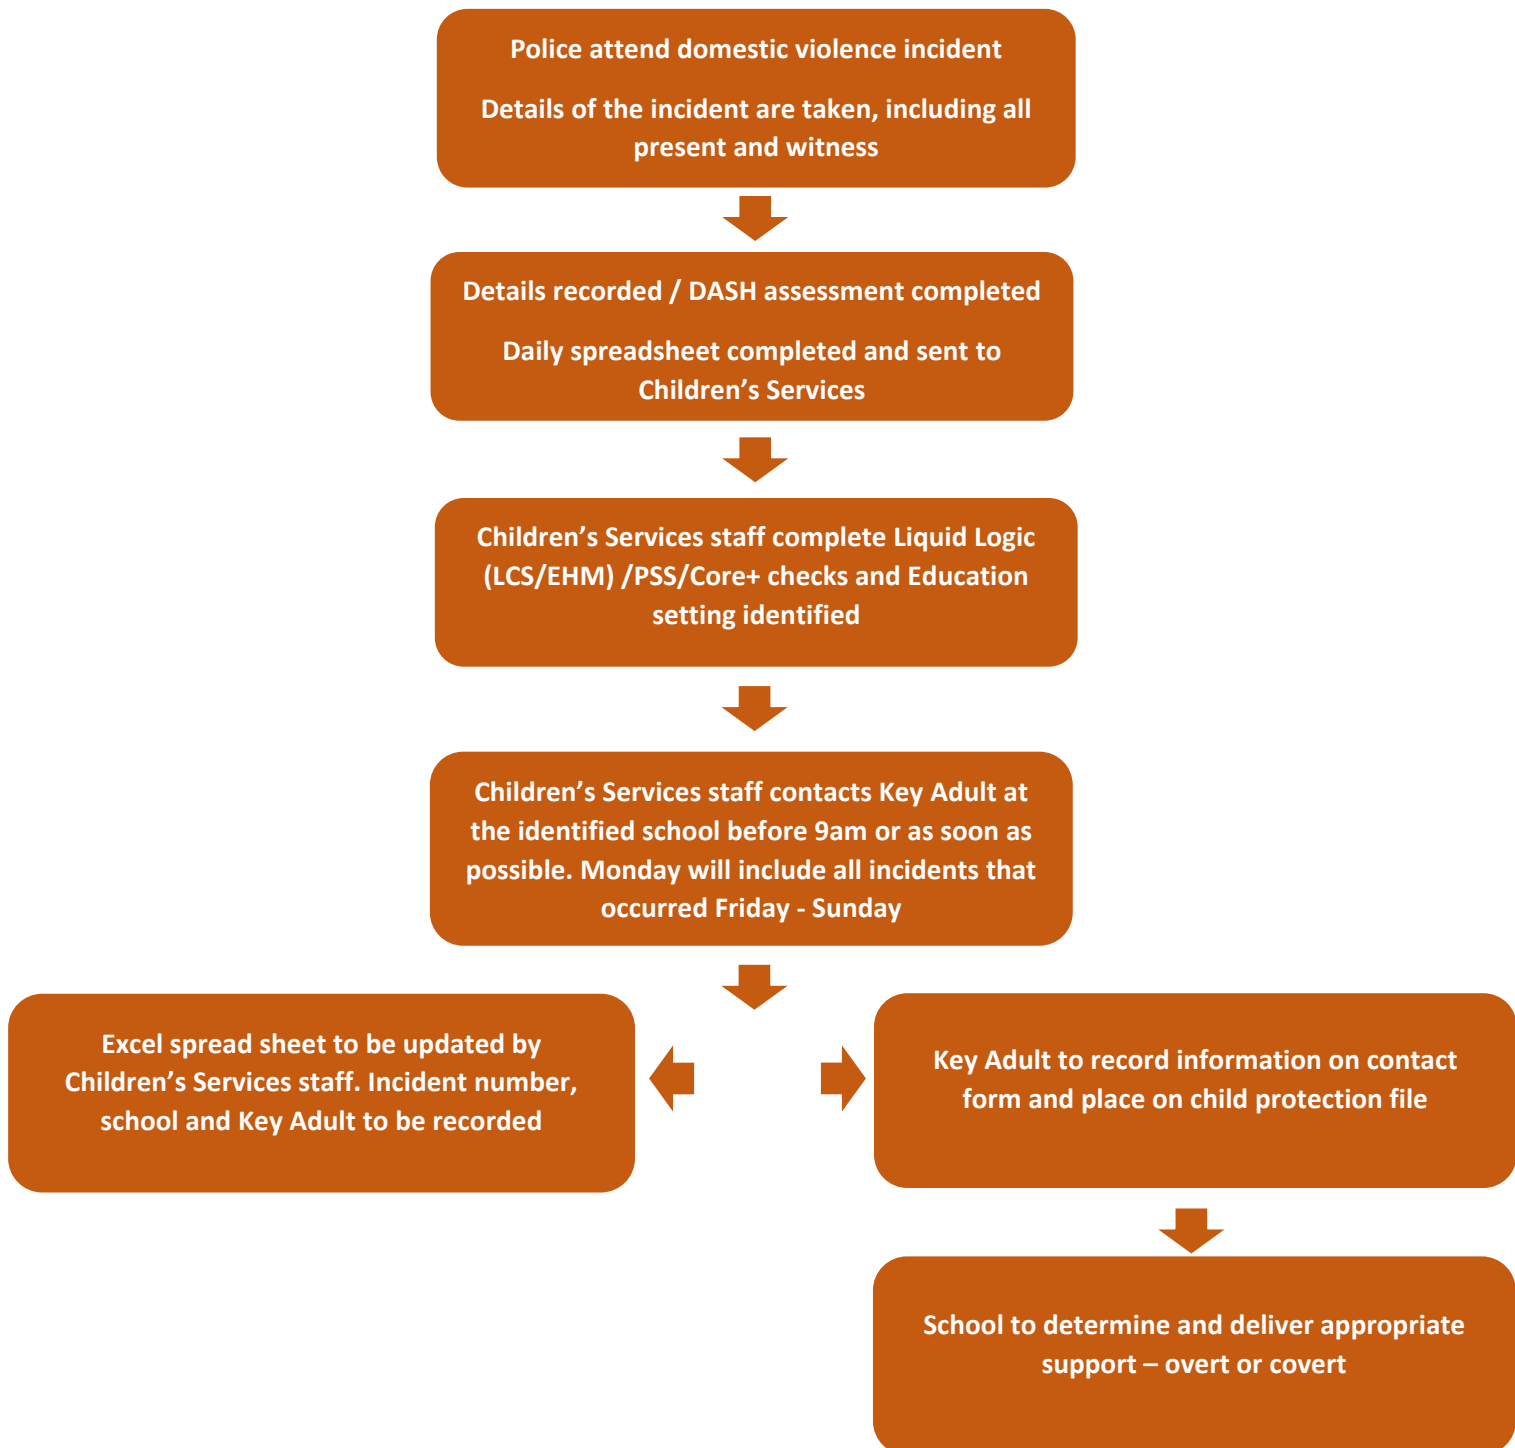 Police attend domestic violence incident
Details of the incident are taken, including all
present and witness
Details recorded / DASH assessment completed
Daily spreadsheet completed and sent to
Children’s Services
Children’s Services staff complete Liquid Logic
(LCS/EHM) /PSS/Core+ checks and Education
setting identified
Children’s Services staff contacts Key Adult at
the identified school before 9am or as soon as
possible. Monday will include all incidents that
occurred Friday - Sunday
Excel spread sheet to be updated by
Children’s Services staff. Incident number,
school and Key Adult to be recorded
Key Adult to record information on contact
form and place on child protection file
School to determine and deliver appropriate
support – overt or covert